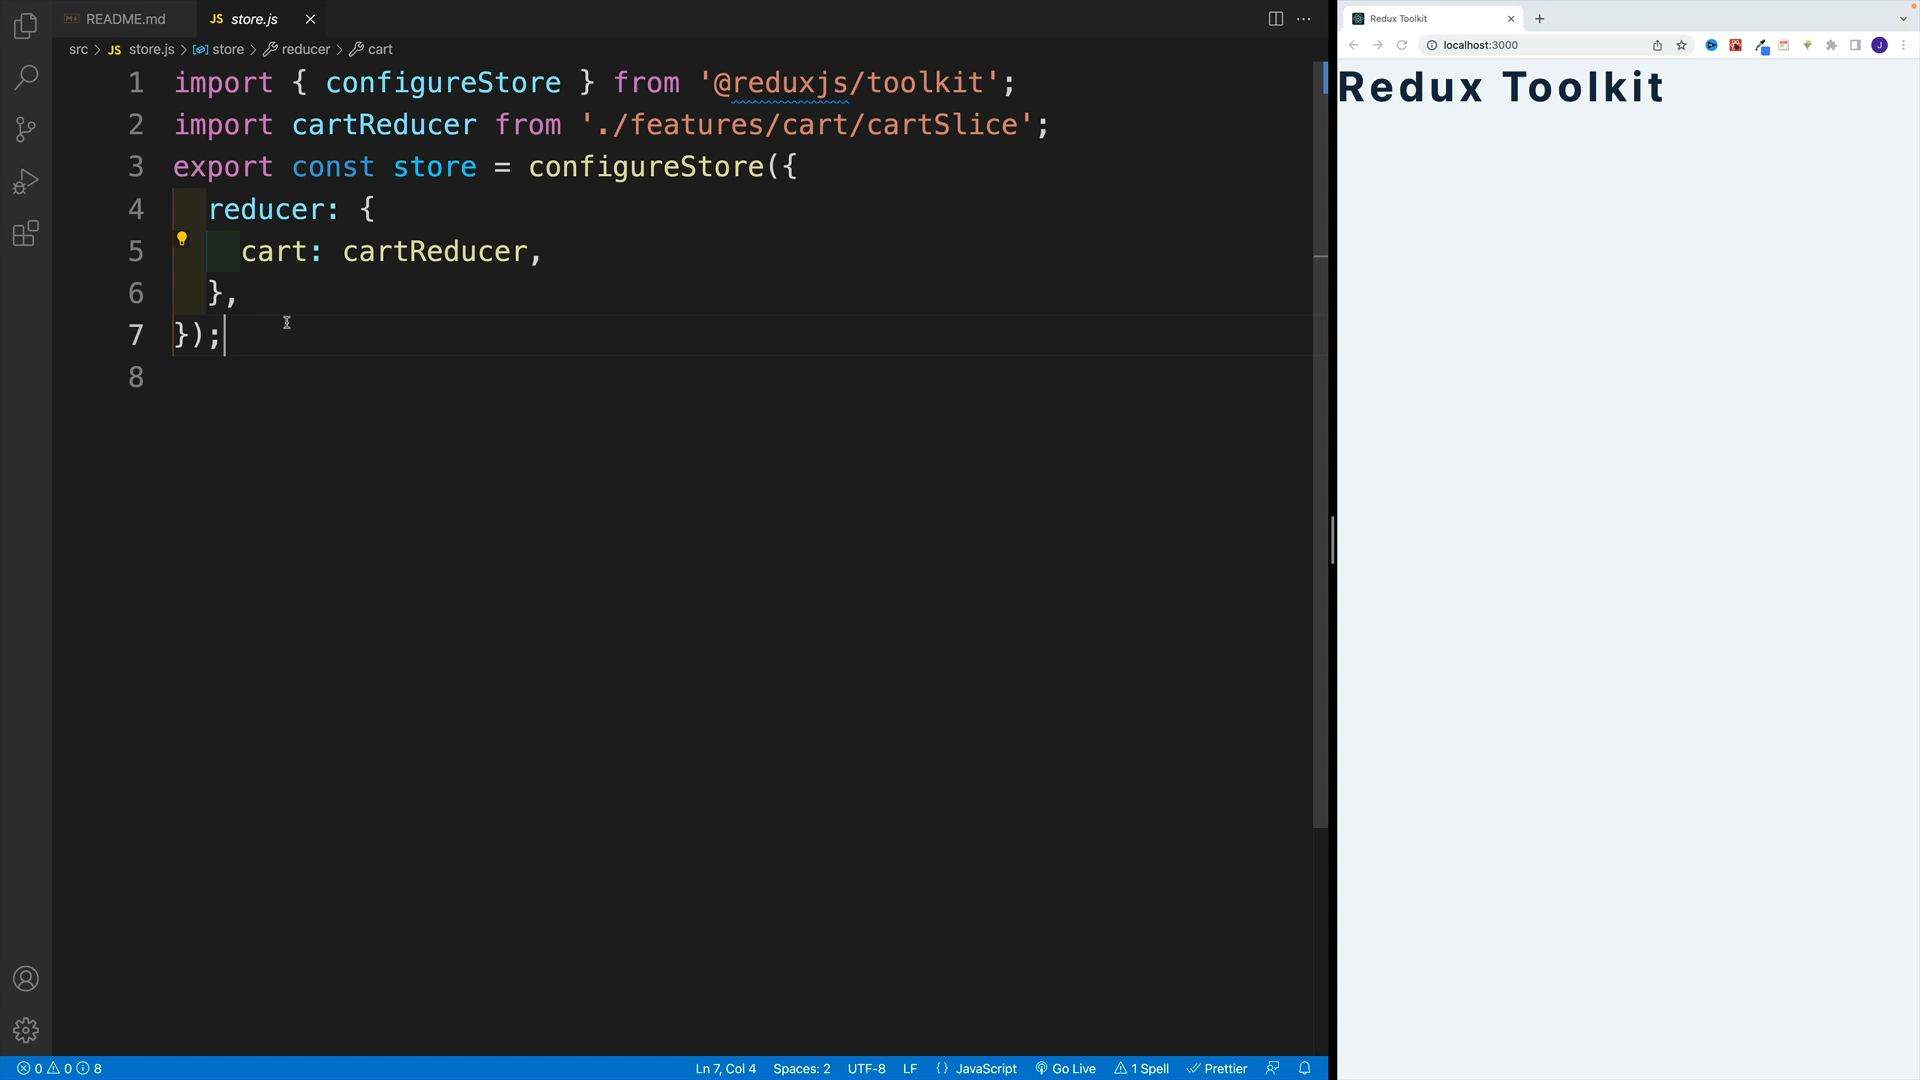 README.md
JS store.js
src > JS store.js > store > reducer > cart
1 import { configureStore } from '@reduxjs/toolkit';
2 import cartReducer from './features/cart/cartSlice';
3 export const store = configureStore({
4 reducer: {
5 cart: cartReducer,
6 },
7 });
8
0 0 8 Ln 7, Col 4 Spaces: 2 UTF-8 LF {} JavaScript Go Live 1 Spell Prettier
Redux Toolkit
localhost:3000
J
Redux Toolkit